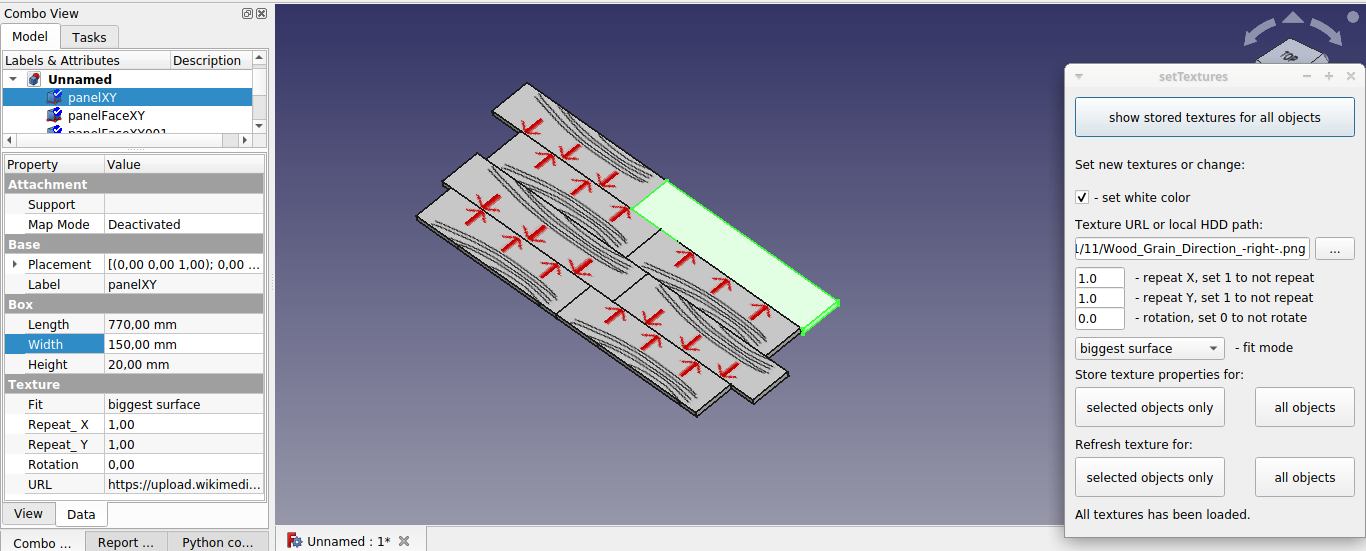 Combo View
Model Tasks
Labels & Attributes Description
Unnamed
panelXY
panelFaceXY
panelFaceXY001
Property Value
Attachment
Support
Map Mode Deactivated
Base
Placement [(0,00 0,00 1,00); 0,00 ...
Label panelXY
Box
Length 770,00 mm
Width 150,00 mm
Height 20,00 mm
Texture
Fit biggest surface
Repeat_ X 1,00
Repeat_ Y 1,00
Rotation 0,00
URL https://upload.wikimedi...
View Data
Combo ... Report ... Python co...
Unnamed : 1*
TOP
setTextures
show stored textures for all objects
Set new textures or change:
- set white color
Texture URL or local HDD path:
1/11/Wood_Grain_Direction_-right-.png ...
1.0 - repeat X, set 1 to not repeat
1.0 - repeat Y, set 1 to not repeat
0.0 - rotation, set 0 to not rotate
biggest surface - fit mode
Store texture properties for:
selected objects only all objects
Refresh texture for:
selected objects only all objects
All textures has been loaded.